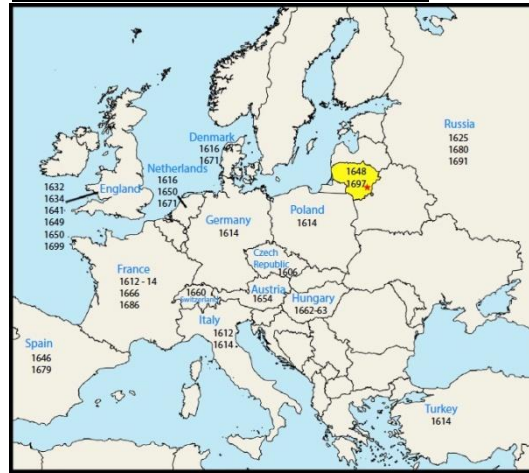 Russia
1625
1680
1691
Denmark
1616
1671
1648
1697
Netherlands
1616
1650
1671
1632
1634
1641
1649
1650
1699
England
Germany
1614
Poland
1614
Czech
Republic
1606
France
1612 - 14
1666
1686
1660
Switzerland
Austria
1654
Hungary
1662-63
Italy
1612
1614
Spain
1646
1679
Turkey
1614